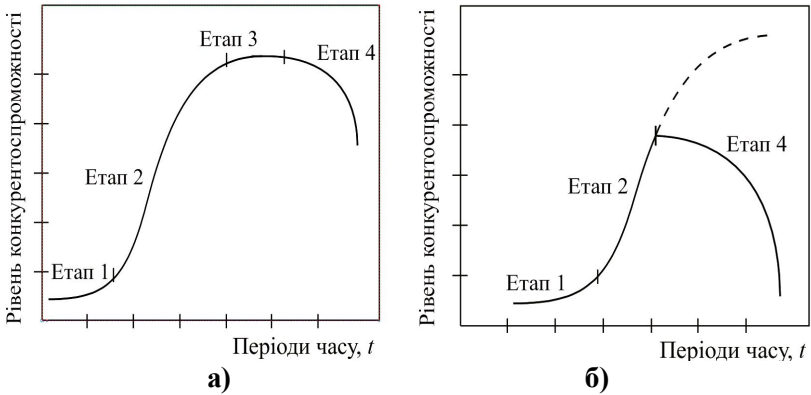 Рівень конкурентоспроможності
Етап 1
Етап 2
Етап 3
Етап 4
Періоди часу, t
а)
Рівень конкурентоспроможності
Етап 1
Етап 2
Етап 4
Періоди часу, t
б)